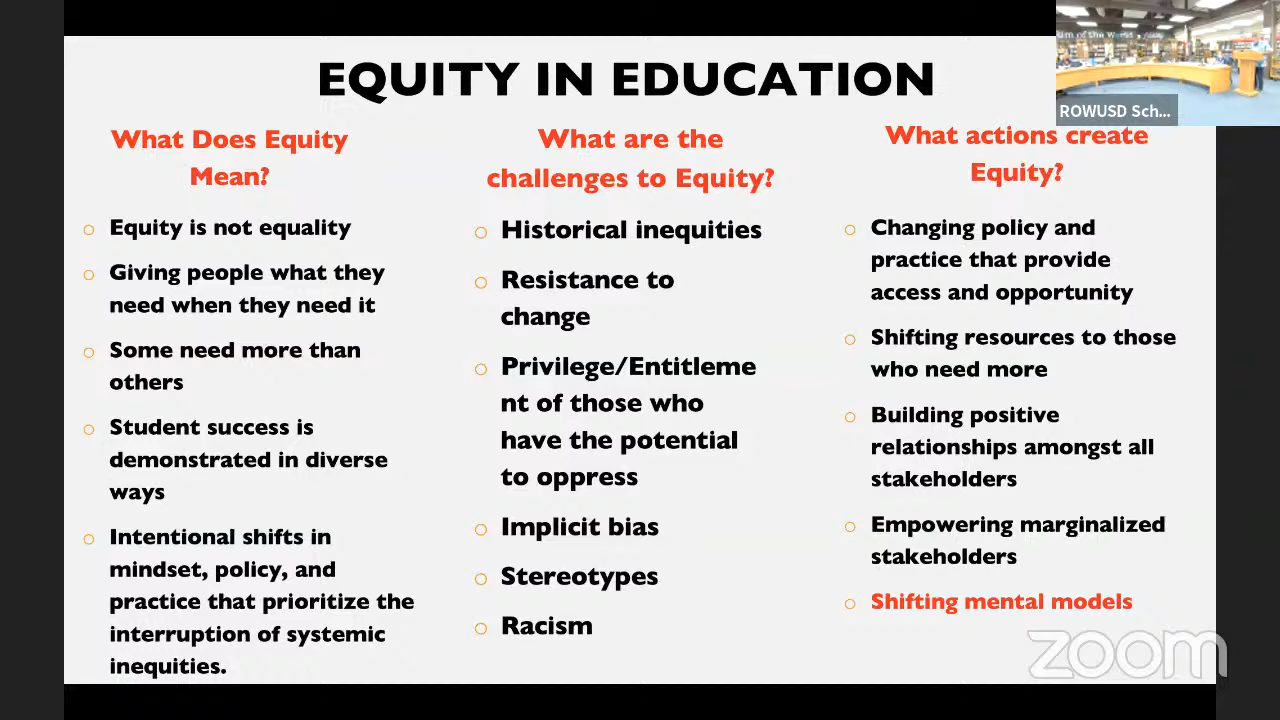 EQUITY IN EDUCATION
What Does Equity
Mean?
○ Equity is not equality
○ Giving people what they
need when they need it
○ Some need more than
others
○ Student success is
demonstrated in diverse
ways
○ Intentional shifts in
mindset, policy, and
practice that prioritize the
interruption of systemic
inequities.
What are the
challenges to Equity?
○ Historical inequities
○ Resistance to
change
○ Privilege/Entitleme
nt of those who
have the potential
to oppress
○ Implicit bias
○ Stereotypes
○ Racism
ROWUSD Sch...
What actions create
Equity?
○ Changing policy and
practice that provide
access and opportunity
○ Shifting resources to those
who need more
○ Building positive
relationships amongst all
stakeholders
○ Empowering marginalized
stakeholders
○ Shifting mental models
zoom